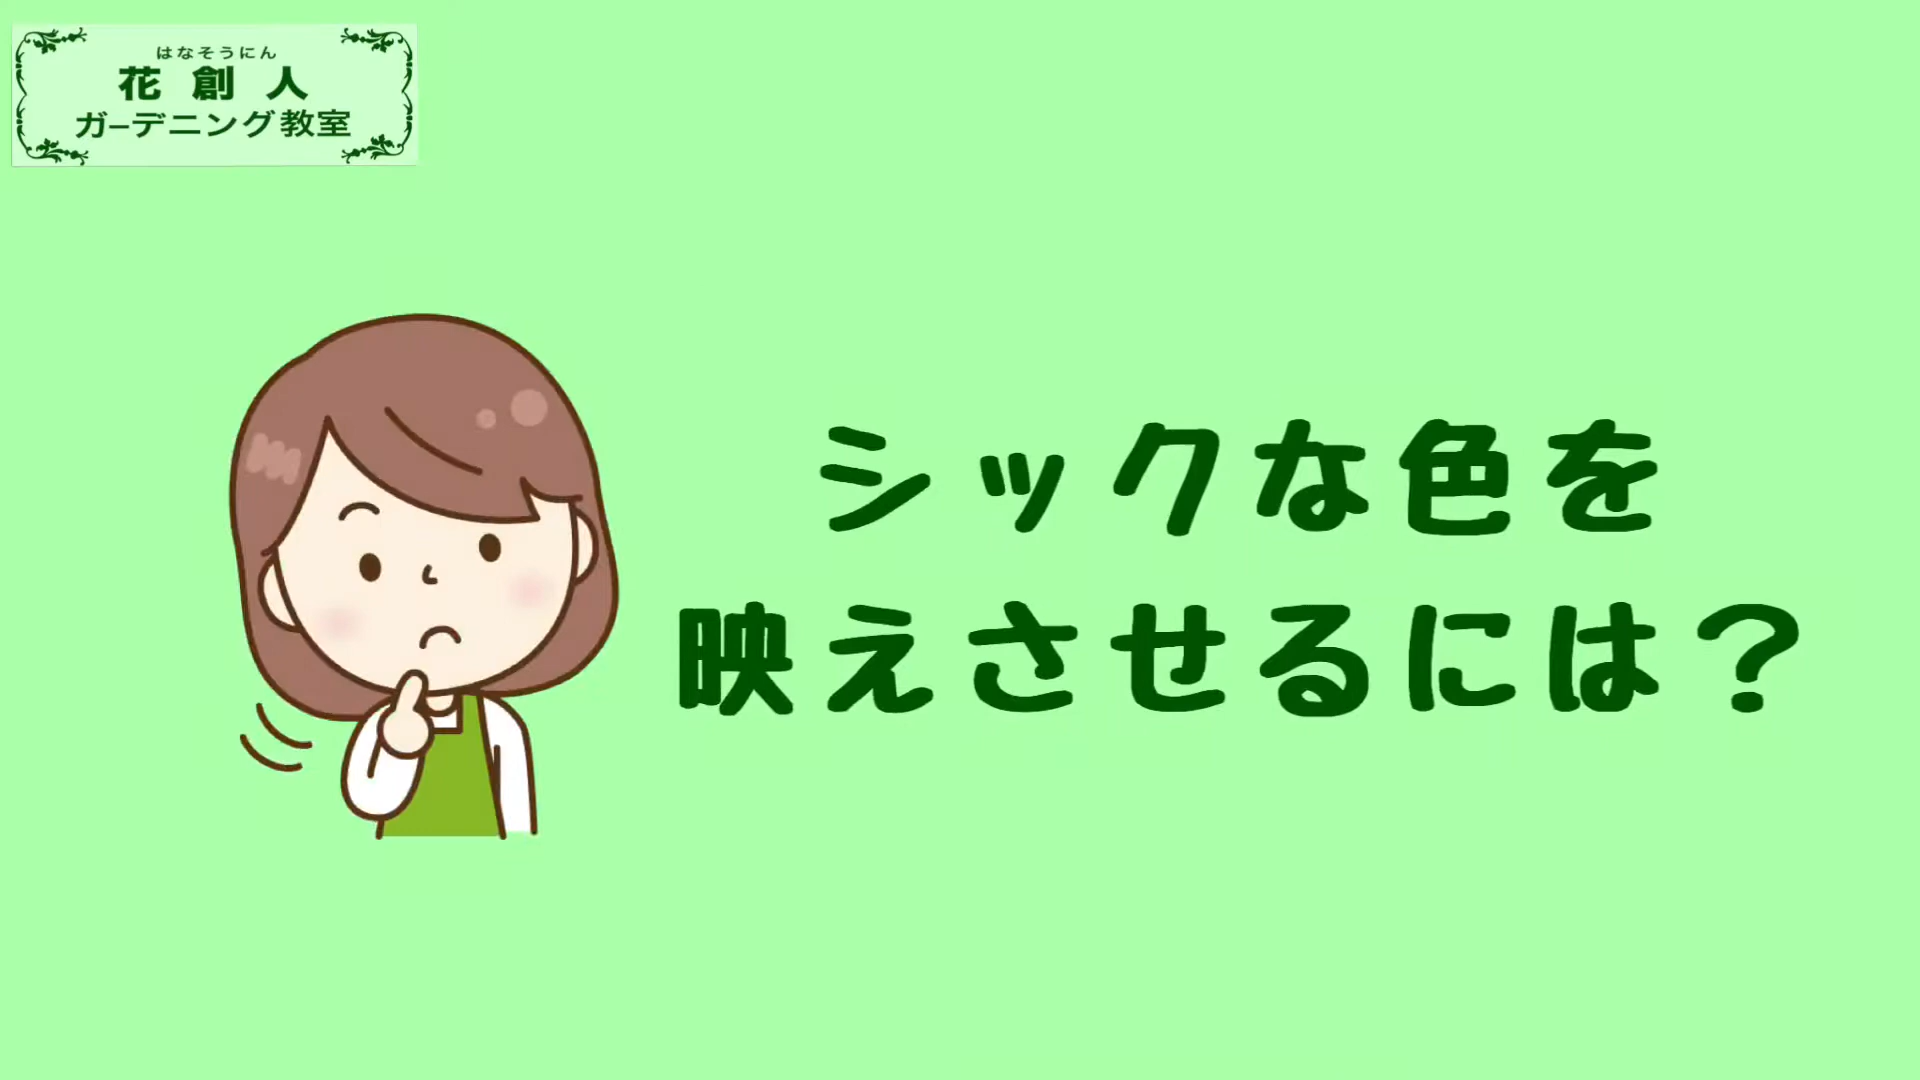 はなそうにん
花創人
ガーデニング教室
シックな色を
映えさせるには？